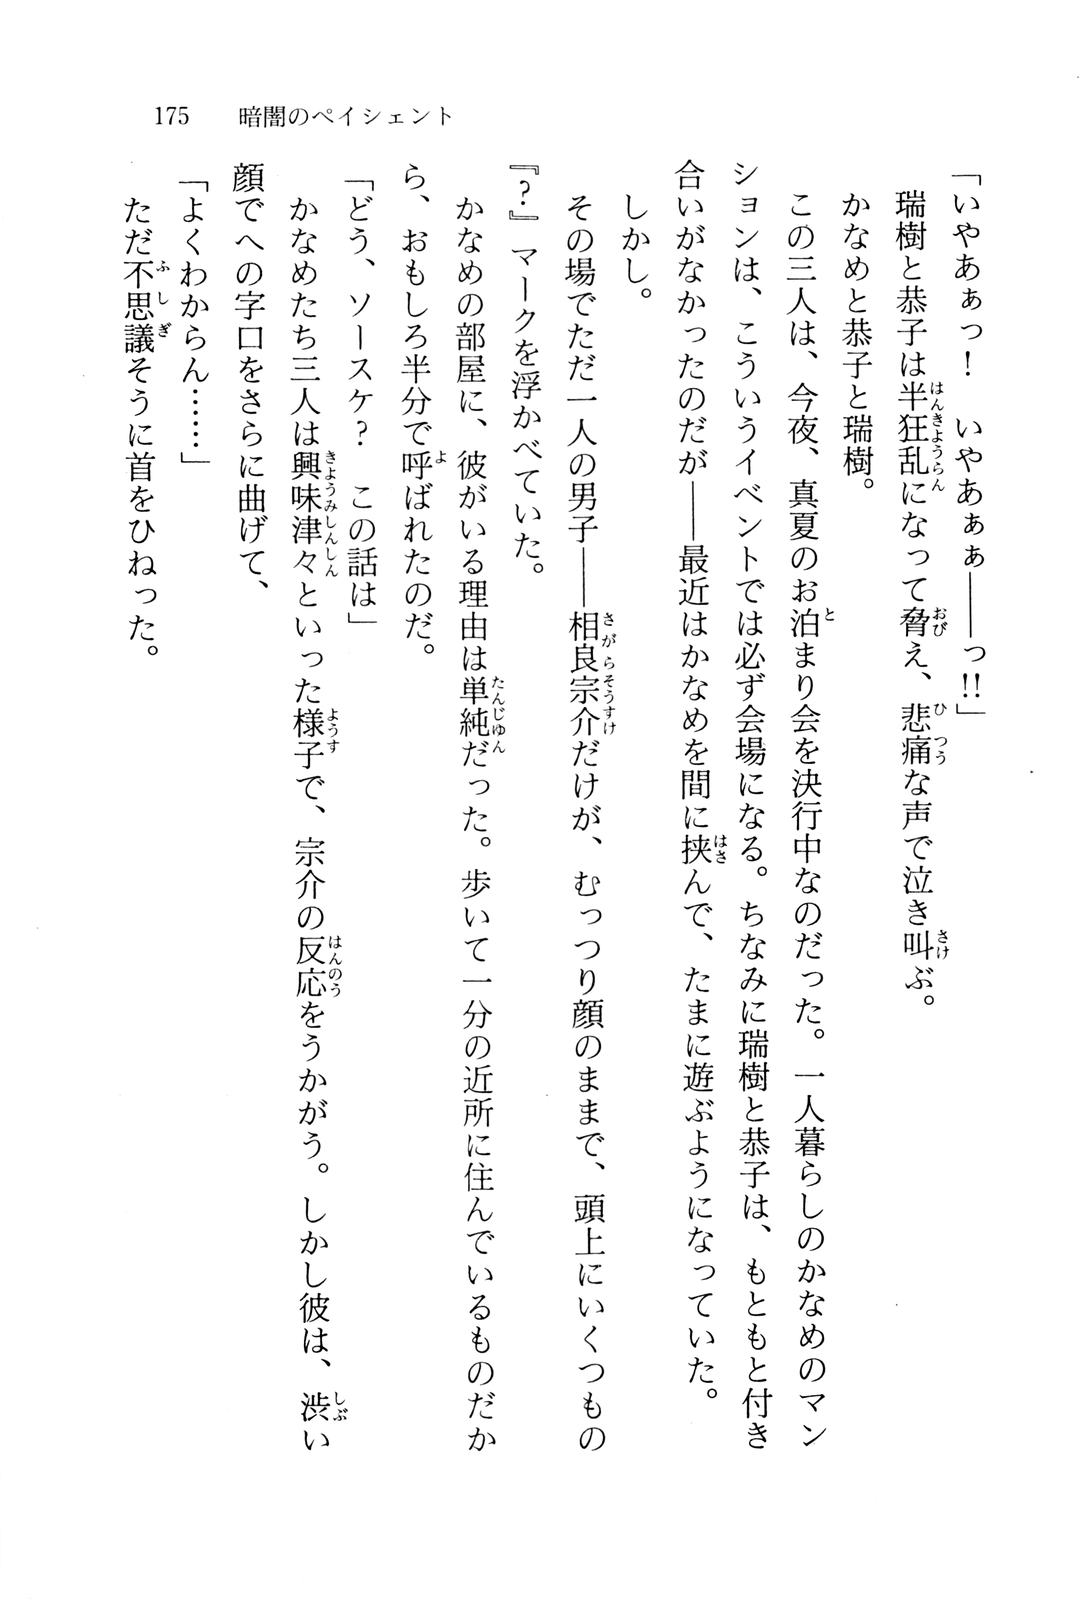 175　暗闇のペイシェント
「いやあぁっ！　いやあぁぁ――っ!!」
瑞樹と恭子は半狂乱になって脅え、悲痛な声で泣き叫ぶ。
かなめと恭子と瑞樹。
この三人は、今夜、真夏のお泊まり会を決行中なのだった。一人暮らしのかなめのマン
ションは、こういうイベントでは必ず会場になる。ちなみに瑞樹と恭子は、もともと付き
合いがなかったのだが――最近はかなめを間に挟んで、たまに遊ぶようになっていた。
しかし。
その場でただ一人の男子――相良宗介だけが、むっつり顔のままで、頭上にいくつもの
『？』マークを浮かべていた。
かなめの部屋に、彼がいる理由は単純だった。歩いて一分の近所に住んでいるものだか
ら、おもしろ半分で呼ばれたのだ。
「どう、ソースケ？　この話は」
かなめたち三人は興味津々といった様子で、宗介の反応をうかがう。しかし彼は、渋い
顔でへの字口をさらに曲げて、
「よくわからん……」
ただ不思議そうに首をひねった。